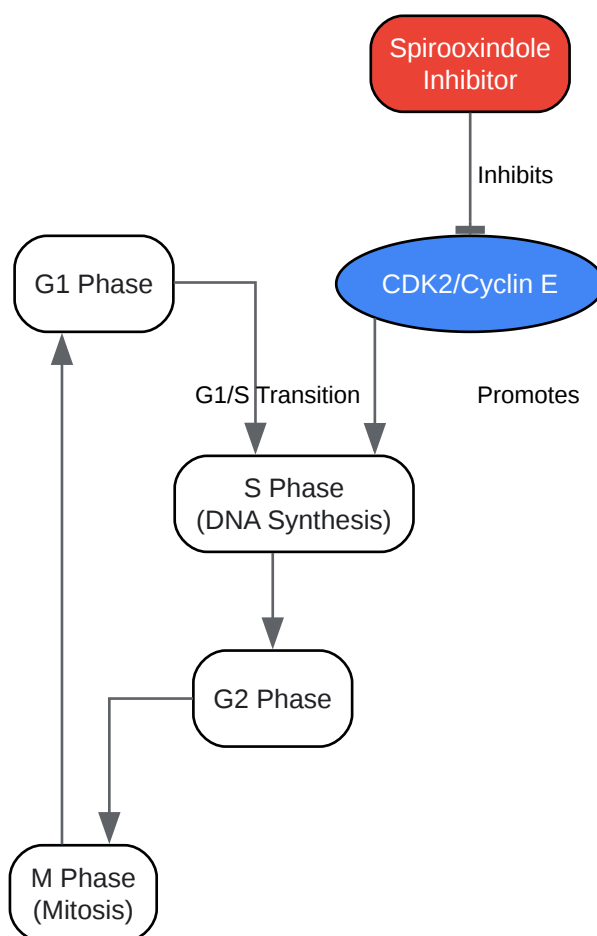 Spirooxindole
Inhibitor
Inhibits
G1 Phase
CDK2/Cyclin E
G1/S Transition
Promotes
S Phase
(DNA Synthesis)
G2 Phase
M Phase
(Mitosis)